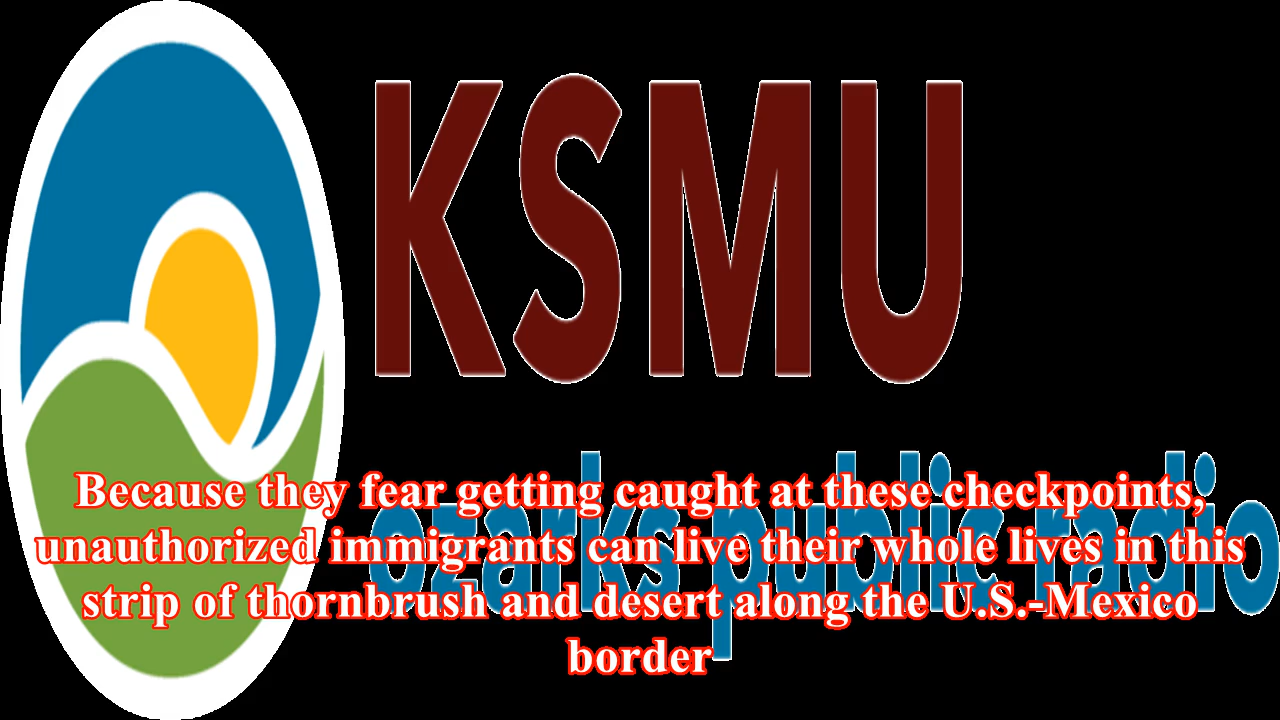 KSMU
ozarks public radio
Because they fear getting caught at these checkpoints,
unauthorized immigrants can live their whole lives in this
strip of thornbrush and desert along the U.S.-Mexico
border